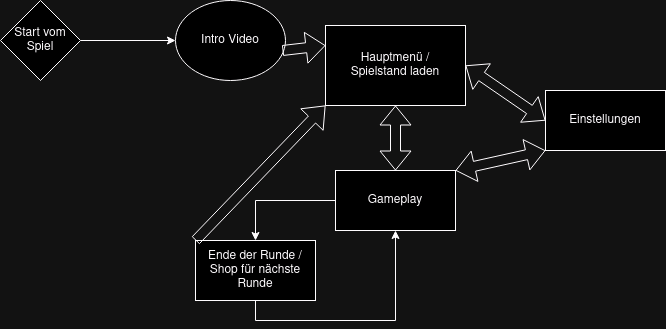 Start vom
Spiel
Intro Video
Hauptmenü /
Spielstand laden
Einstellungen
Gameplay
Ende der Runde /
Shop für nächste
Runde